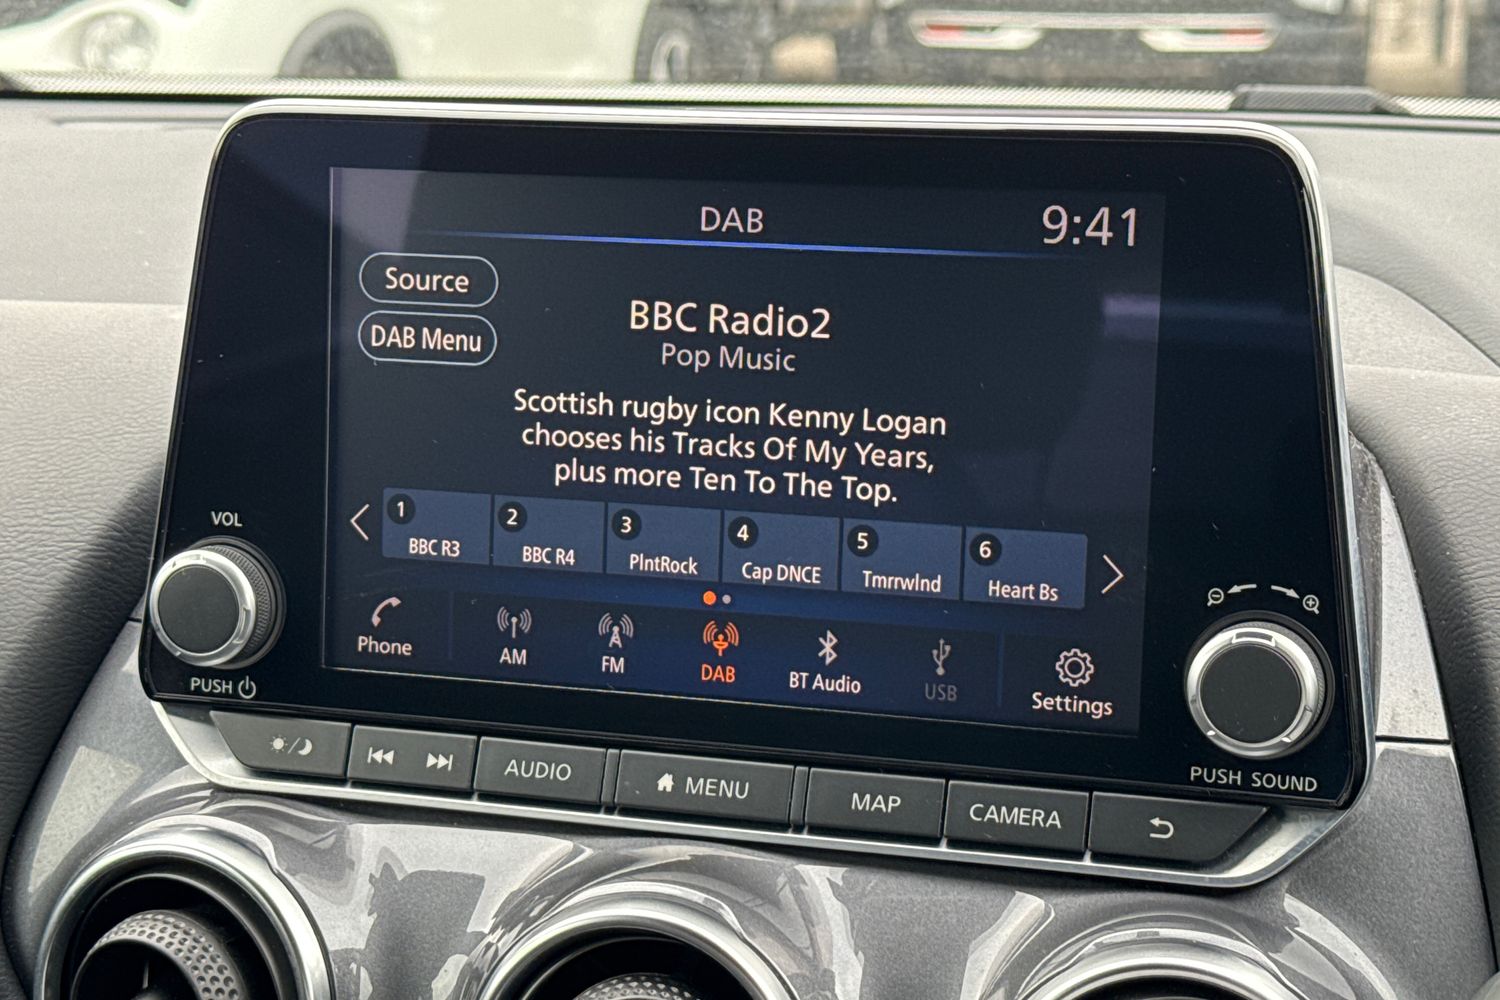 DAB
9:41
Source
DAB Menu
BBC Radio2
Pop Music
Scottish rugby icon Kenny Logan
chooses his Tracks Of My Years,
plus more Ten To The Top.
1 BBC R3
2 BBC R4
3 PlntRock
4 Cap DNCE
5 Tmrrwlnd
6 Heart Bs
Phone
AM
FM
DAB
BT Audio
USB
Settings
VOL
PUSH
PUSH SOUND
AUDIO
MENU
MAP
CAMERA